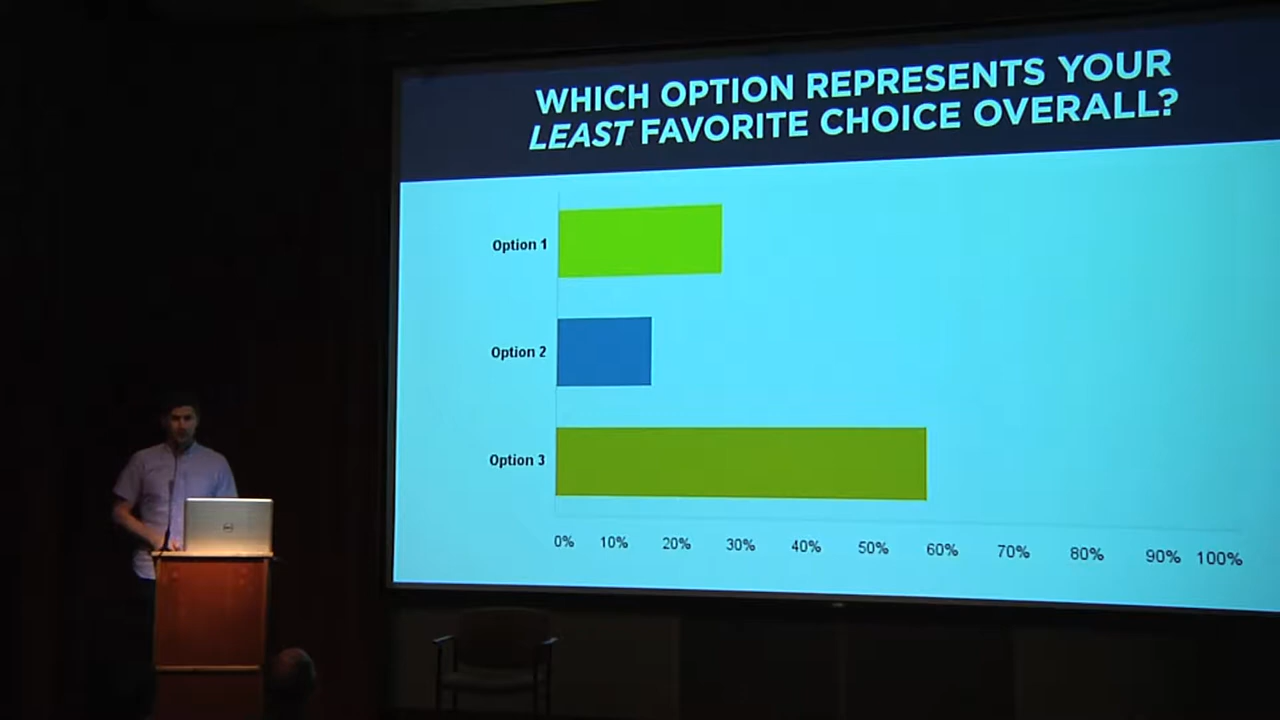 WHICH OPTION REPRESENTS YOUR
LEAST FAVORITE CHOICE OVERALL?
Option 1
Option 2
Option 3
0% 10% 20% 30% 40% 50% 60% 70% 80% 90% 100%
DELL